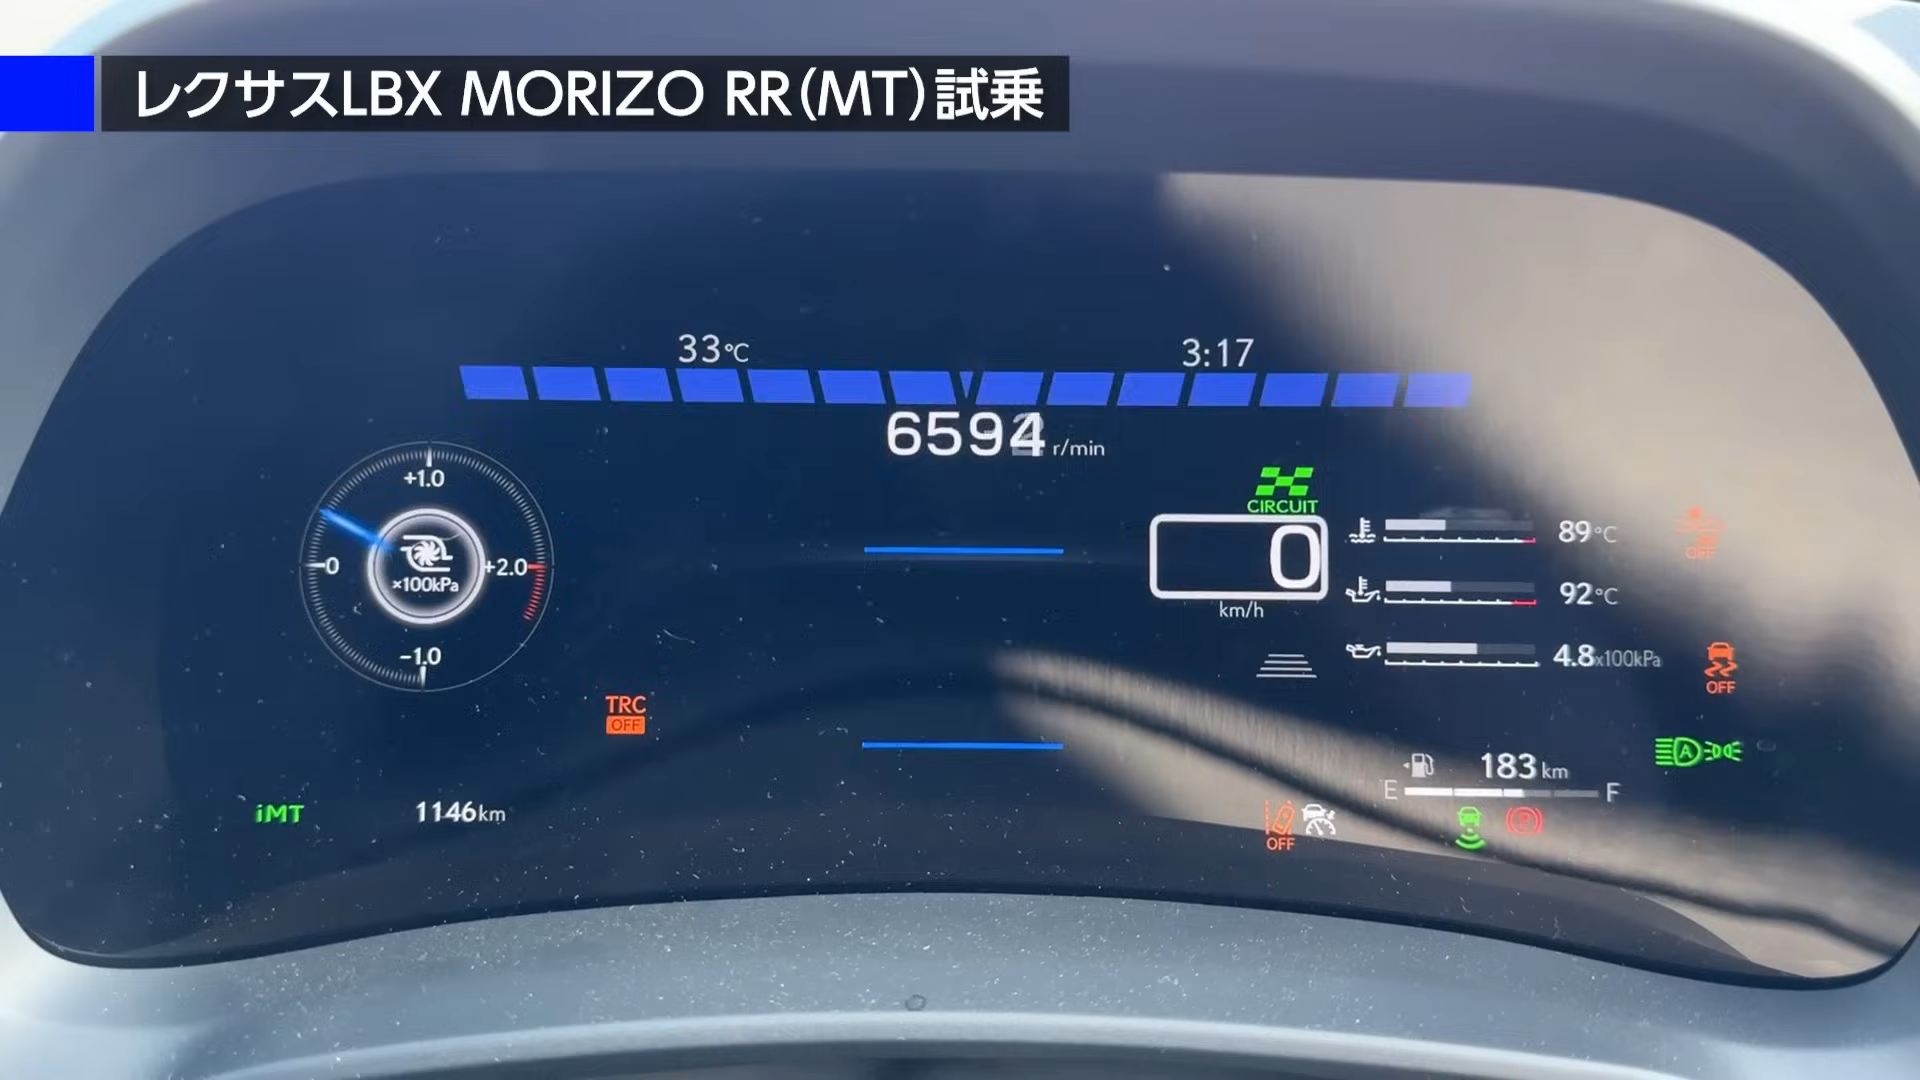 レクサスLBX MORIZO RR(MT)試乗
33℃
3:17
6594 r/min
+1.0
0
+2.0
×100kPa
-1.0
CIRCUIT
0
km/h
89℃
92℃
4.8x100kPa
OFF
OFF
TRC
OFF
A
183 km
E
F
iMT
1146km
OFF
P